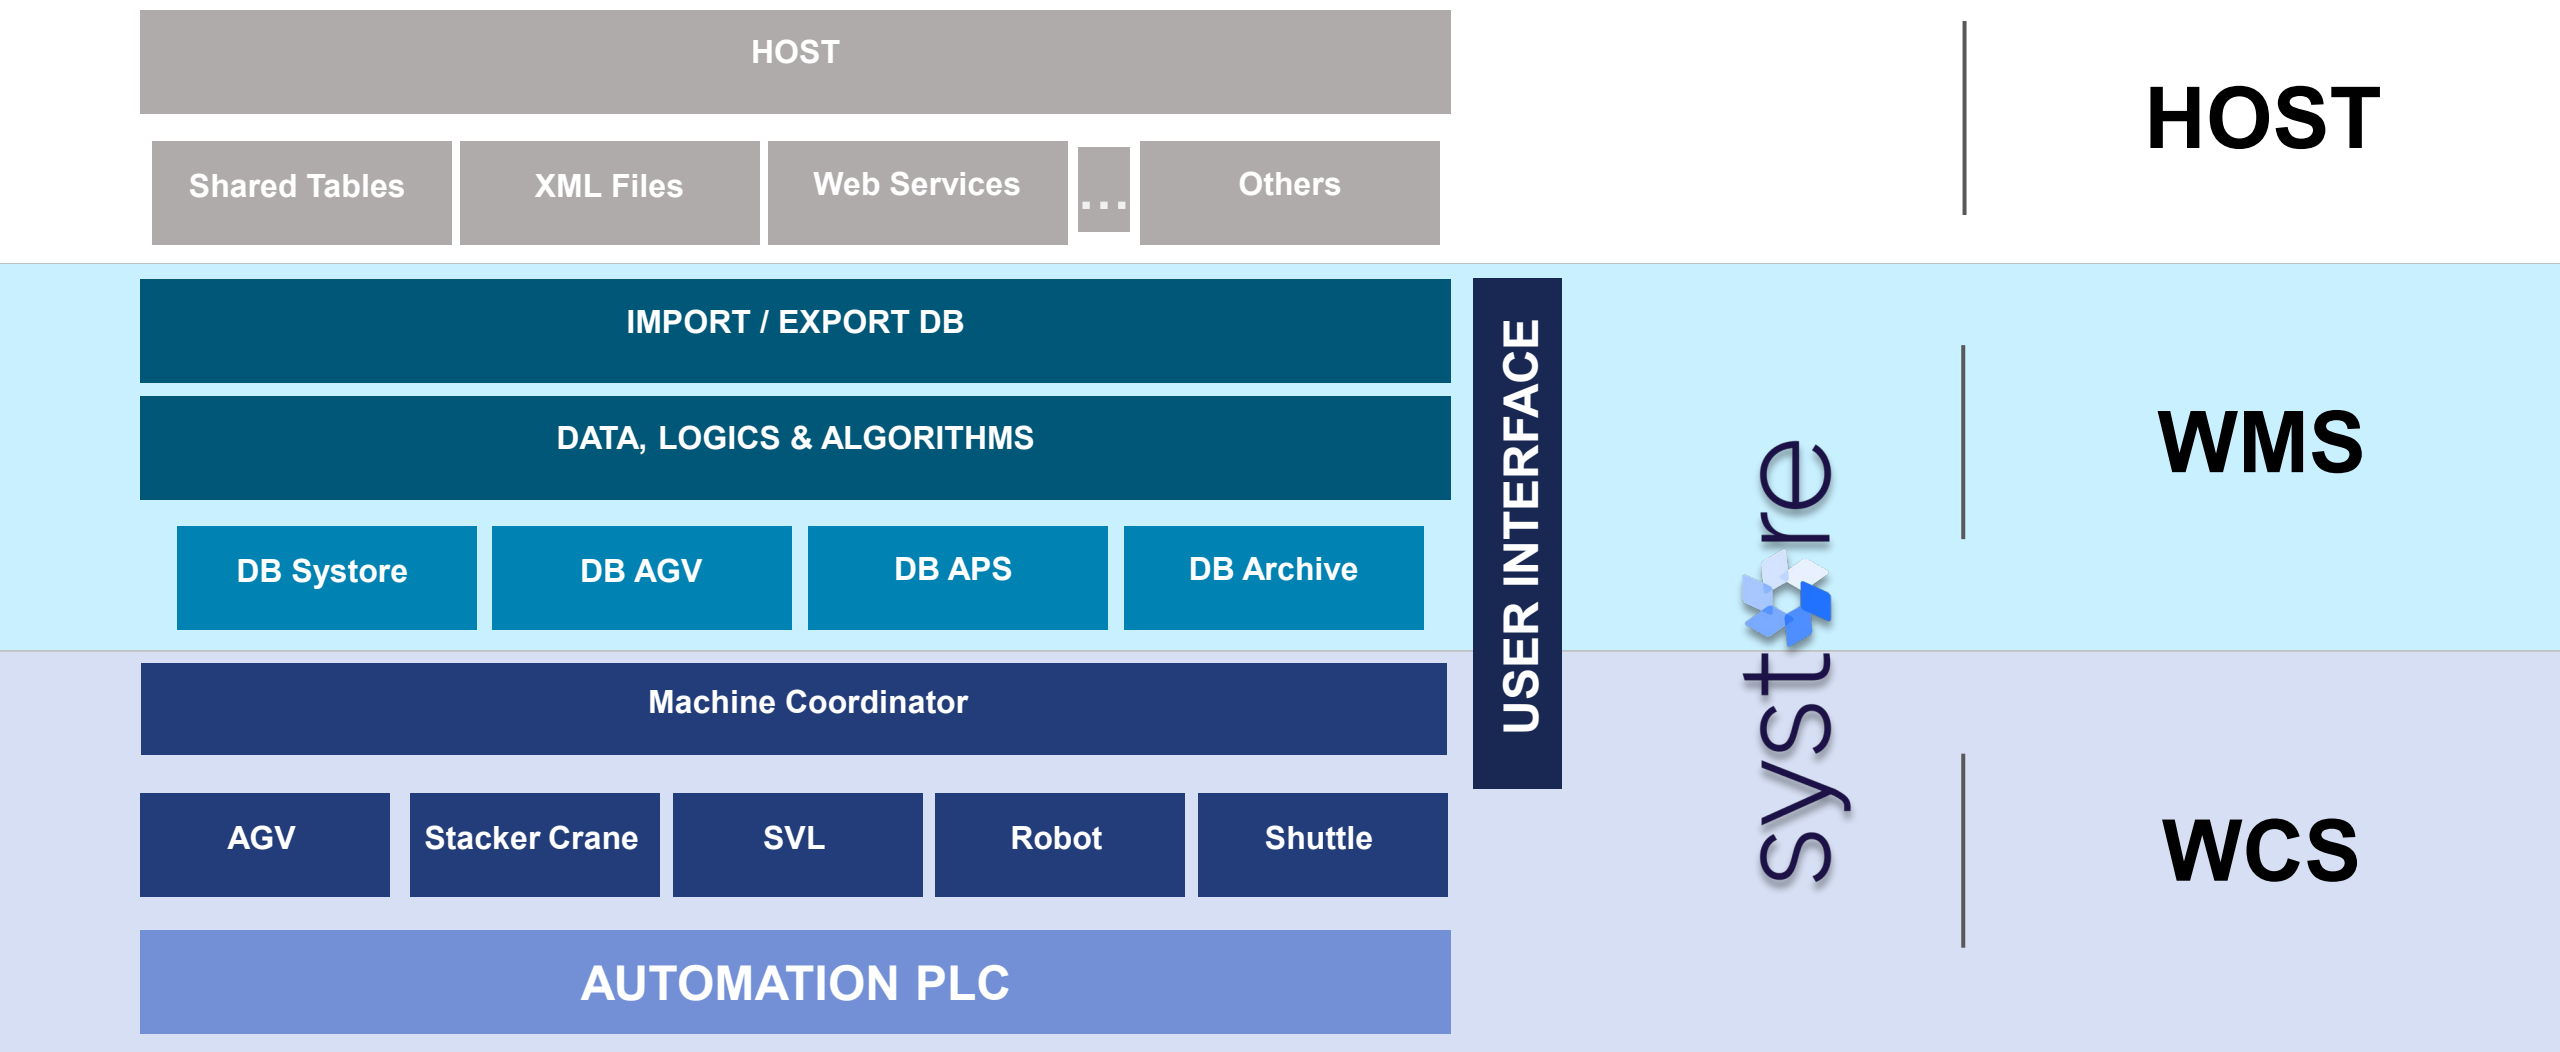 HOST
HOST
Shared Tables
XML Files
Web Services
...
Others
IMPORT / EXPORT DB
DATA, LOGICS & ALGORITHMS
DB Systore
DB AGV
DB APS
DB Archive
USER INTERFACE
systore
WMS
Machine Coordinator
AGV
Stacker Crane
SVL
Robot
Shuttle
WCS
AUTOMATION PLC